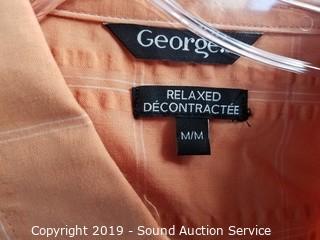 George.
RELAXED
DÉCONTRACTÉE
M/M
Copyright 2019 - Sound Auction Service